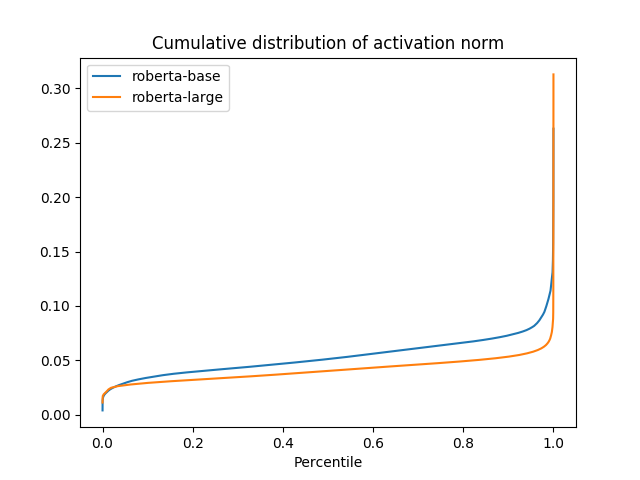 Cumulative distribution of activation norm
roberta-base
roberta-large
0.30
0.25
0.20
0.15
0.10
0.05
0.00
0.0 0.2 0.4 0.6 0.8 1.0
Percentile